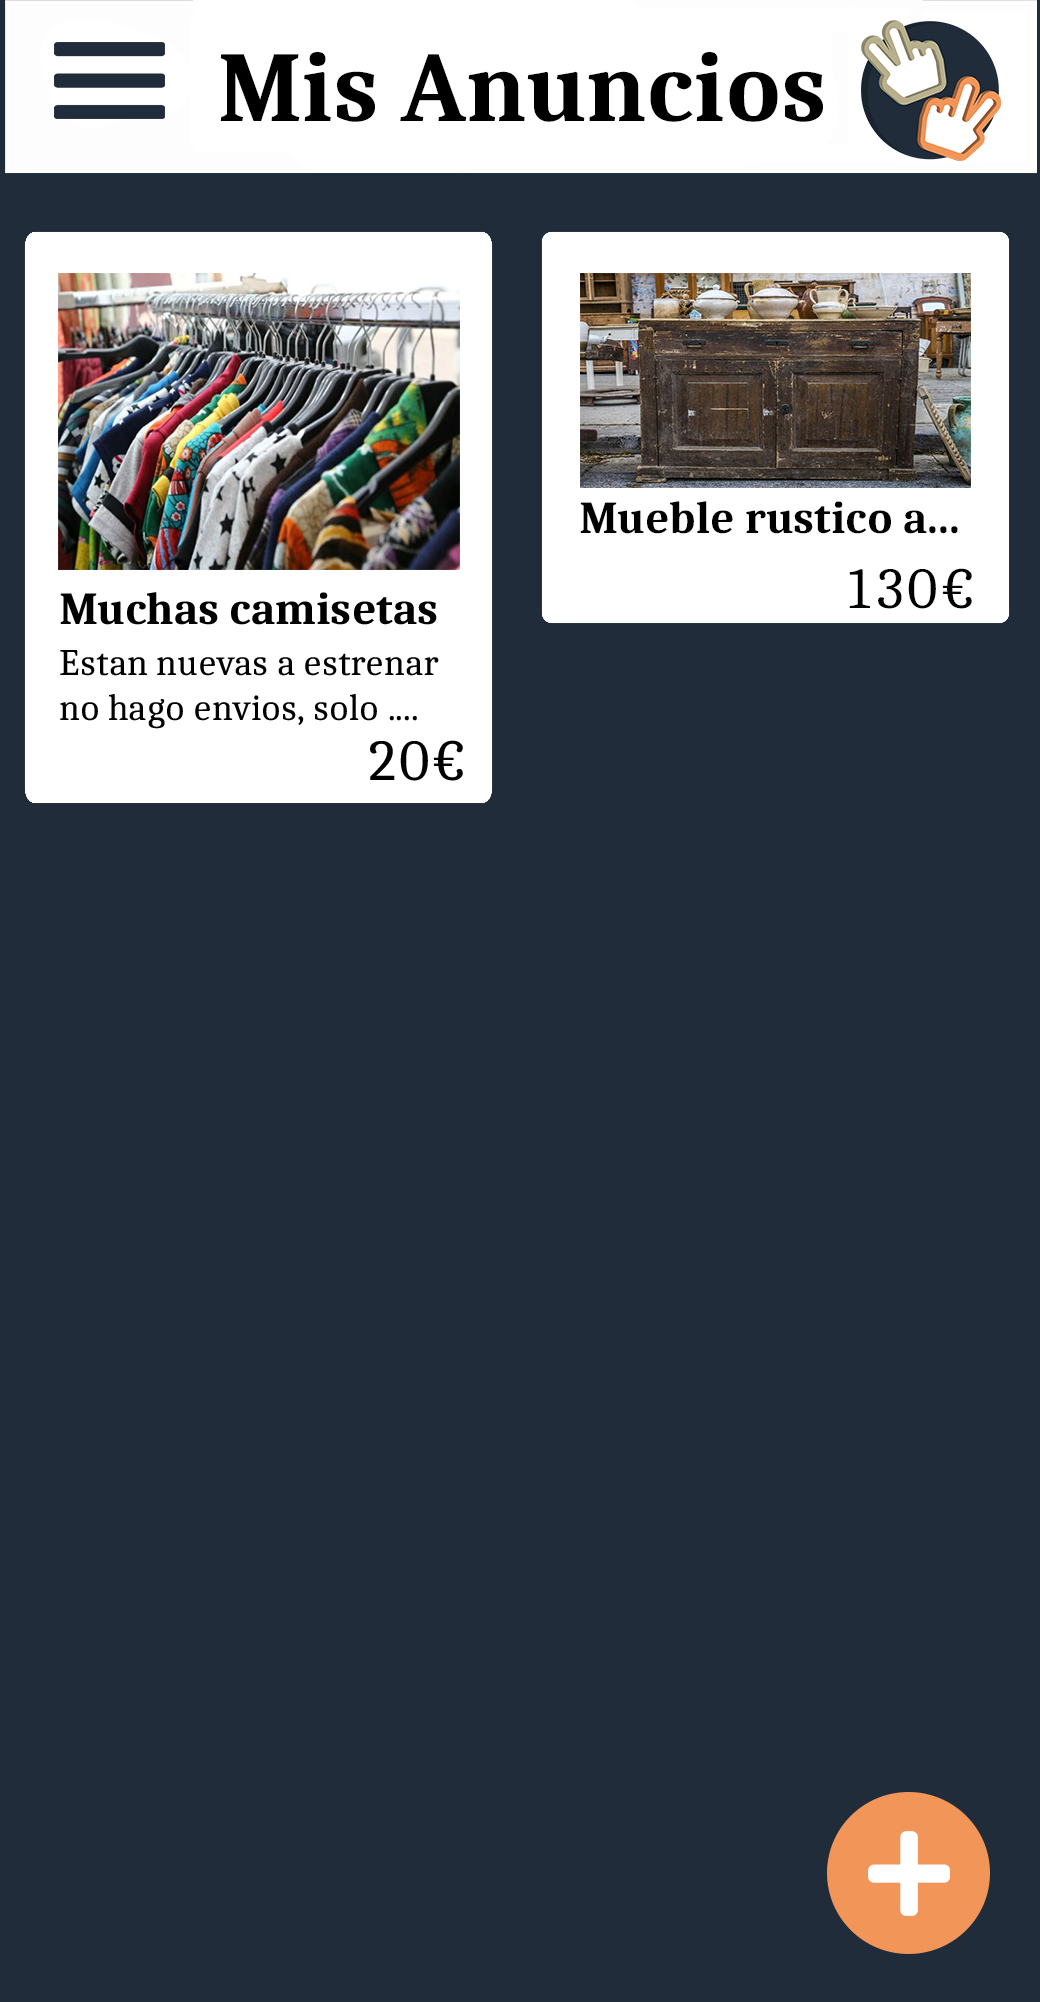 Mis Anuncios
Muchas camisetas
Estan nuevas a estrenar
no hago envios, solo ....
20€
Mueble rustico a...
130€